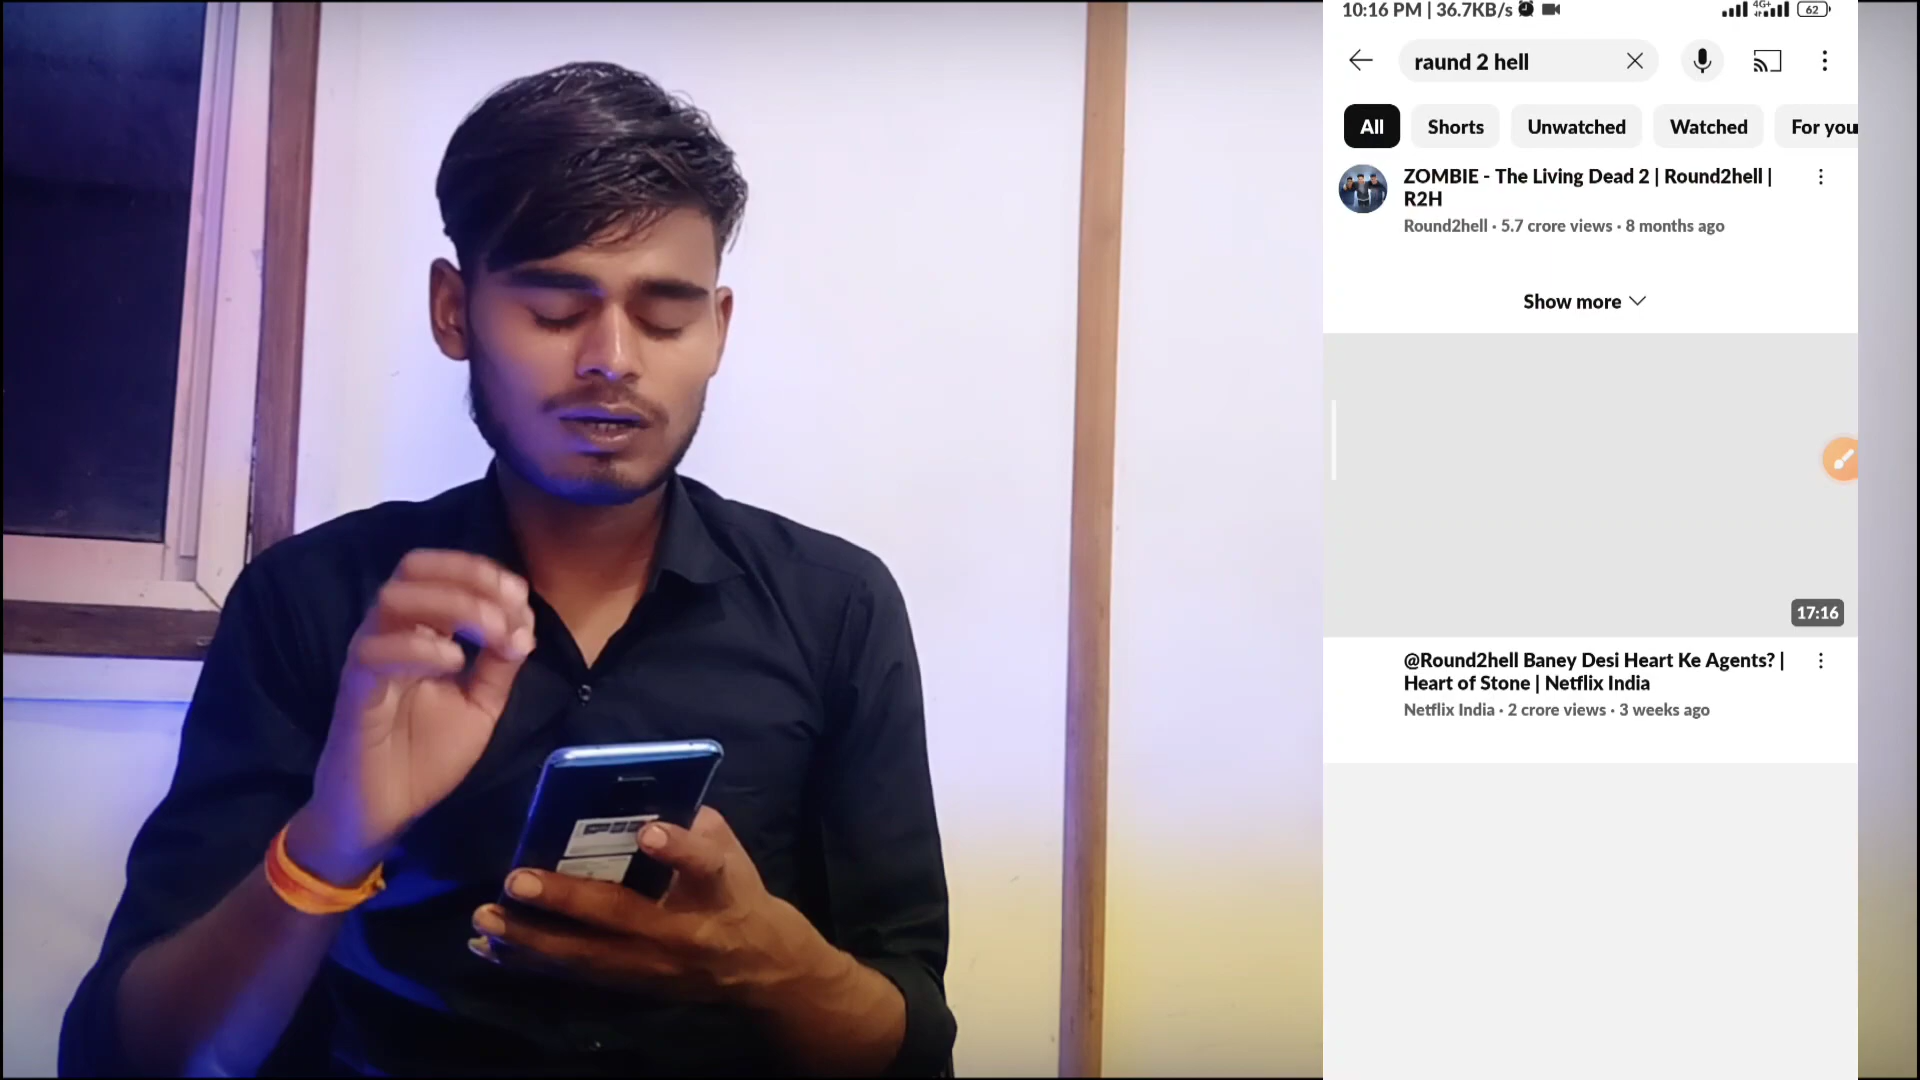 10:16 PM | 36.7KB/s 4G+ 62
raund 2 hell
All Shorts Unwatched Watched For you
ZOMBIE - The Living Dead 2 | Round2hell |
R2H
Round2hell · 5.7 crore views · 8 months ago
Show more
17:16
@Round2hell Baney Desi Heart Ke Agents? |
Heart of Stone | Netflix India
Netflix India · 2 crore views · 3 weeks ago